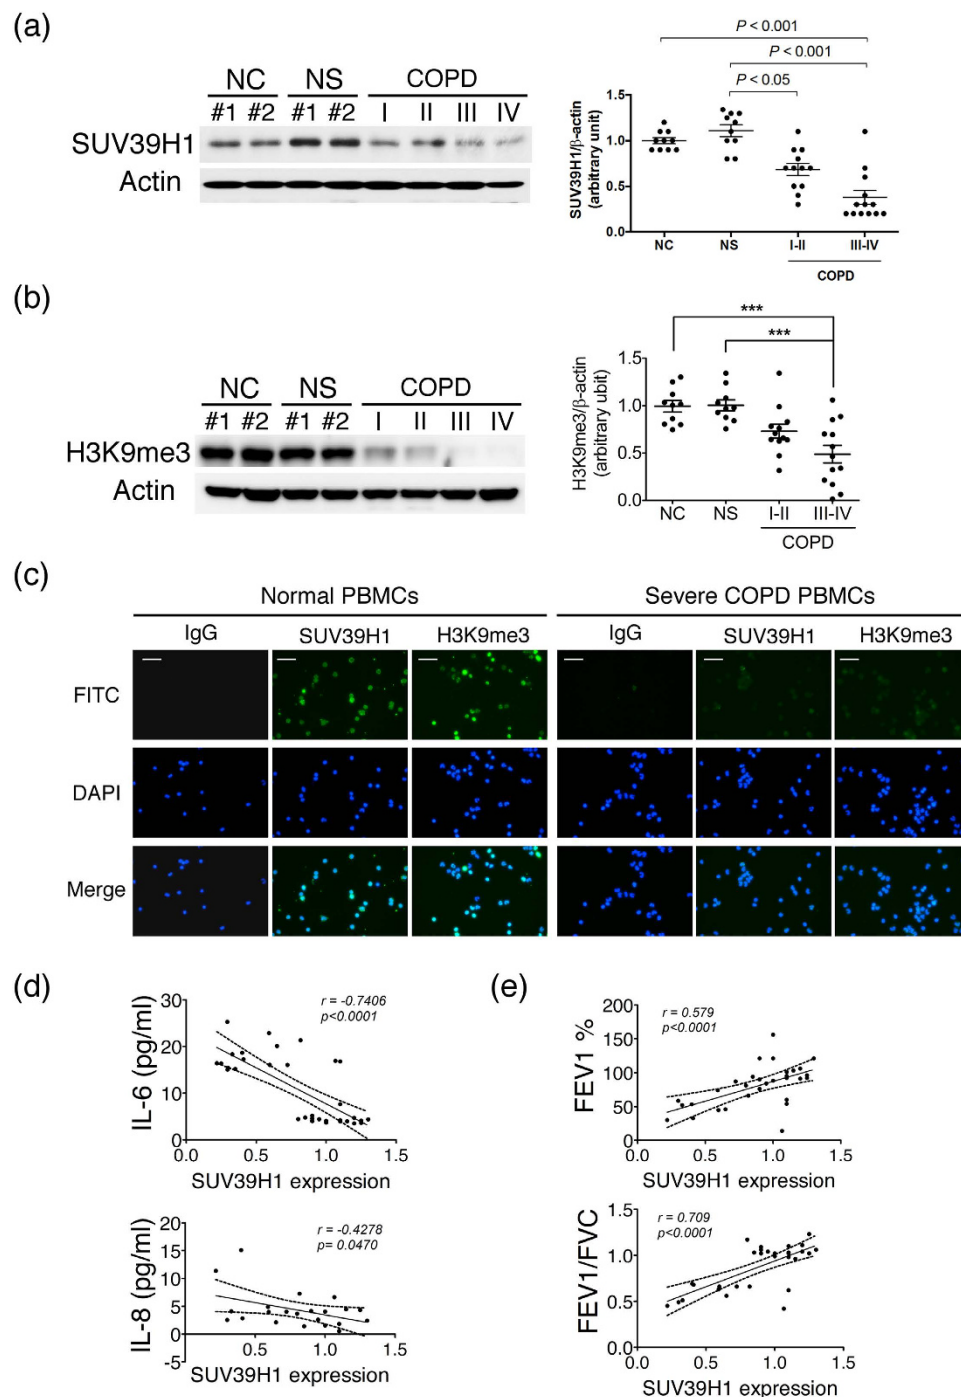 (a)
NC NS COPD
#1 #2 #1 #2 I II III IV
SUV39H1
Actin
P < 0.001
P < 0.001
P < 0.05
SUV39H1/β-actin
(arbitrary unit)
1.5
1.0
0.5
0.0
NC NS I-II III-IV
COPD
(b)
NC NS COPD
#1 #2 #1 #2 I II III IV
H3K9me3
Actin
***
***
H3K9me3/β-actin
(arbitrary ubit)
1.5
1.0
0.5
0.0
NC NS I-II III-IV
COPD
(c)
Normal PBMCs Severe COPD PBMCs
IgG SUV39H1 H3K9me3 IgG SUV39H1 H3K9me3
FITC
DAPI
Merge
(d)
IL-6 (pg/ml)
30
20
10
0
r = -0.7406
p<0.0001
0.0 0.5 1.0 1.5
SUV39H1 expression
IL-8 (pg/ml)
20
15
10
5
0
-5
r = -0.4278
p= 0.0470
0.0 0.5 1.0 1.5
SUV39H1 expression
(e)
FEV1 %
200
150
100
50
0
r = 0.579
p<0.0001
0.0 0.5 1.0 1.5
SUV39H1 expression
FEV1/FVC
1.5
1.0
0.5
0.0
r = 0.709
p<0.0001
0.0 0.5 1.0 1.5
SUV39H1 expression